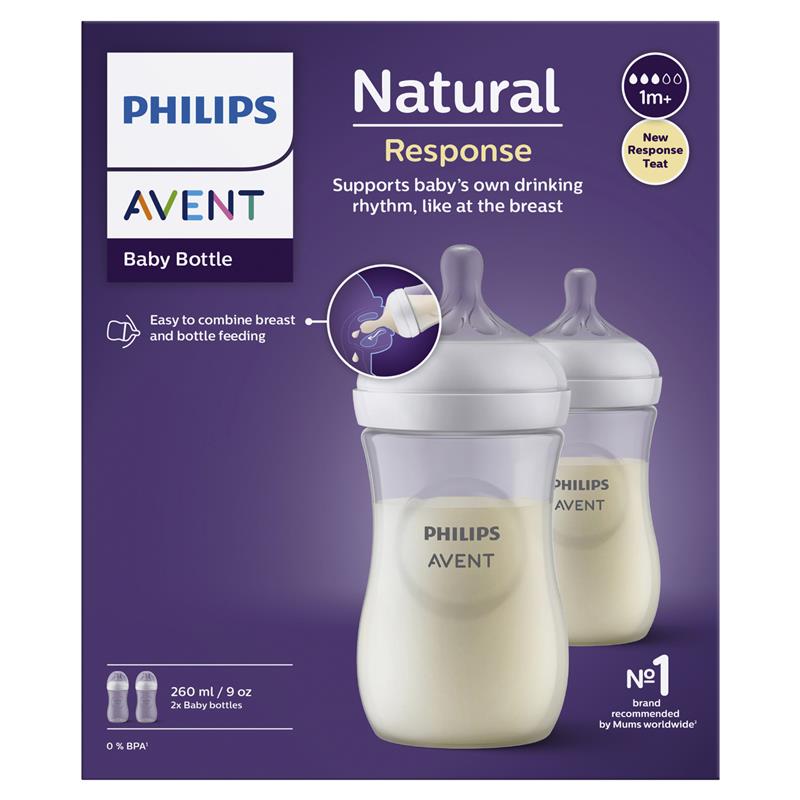 PHILIPS
AVENT
Baby Bottle
Natural
Response
Supports baby's own drinking
rhythm, like at the breast
1m+
New
Response
Teat
Easy to combine breast
and bottle feeding
PHILIPS
AVENT
PHILIPS
AVENT
260 ml / 9 oz
2x Baby bottles
0 % BPA¹
Nº1
brand
recommended
by Mums worldwide²